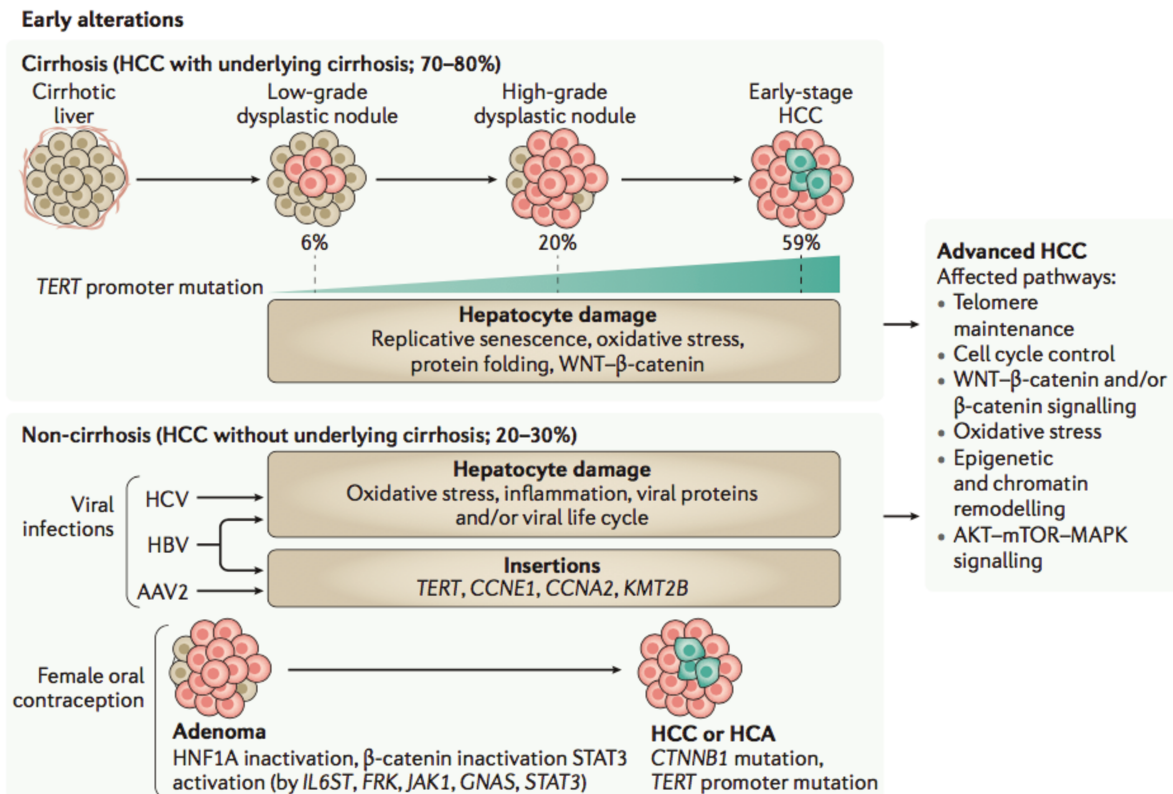 Early alterations
Cirrhosis (HCC with underlying cirrhosis; 70–80%)
Cirrhotic
liver
Low-grade
dysplastic nodule
High-grade
dysplastic nodule
Early-stage
HCC
6%
20%
59%
TERT promoter mutation
Hepatocyte damage
Replicative senescence, oxidative stress,
protein folding, WNT–β-catenin
Non-cirrhosis (HCC without underlying cirrhosis; 20–30%)
Viral
infections
HCV
HBV
AAV2
Hepatocyte damage
Oxidative stress, inflammation, viral proteins
and/or viral life cycle
Insertions
TERT, CCNE1, CCNA2, KMT2B
Female oral
contraception
Adenoma
HNF1A inactivation, β-catenin inactivation STAT3
activation (by IL6ST, FRK, JAK1, GNAS, STAT3)
HCC or HCA
CTNNB1 mutation,
TERT promoter mutation
Advanced HCC
Affected pathways:
• Telomere
maintenance
• Cell cycle control
• WNT–β-catenin and/or
β-catenin signalling
• Oxidative stress
• Epigenetic
and chromatin
remodelling
• AKT–mTOR–MAPK
signalling